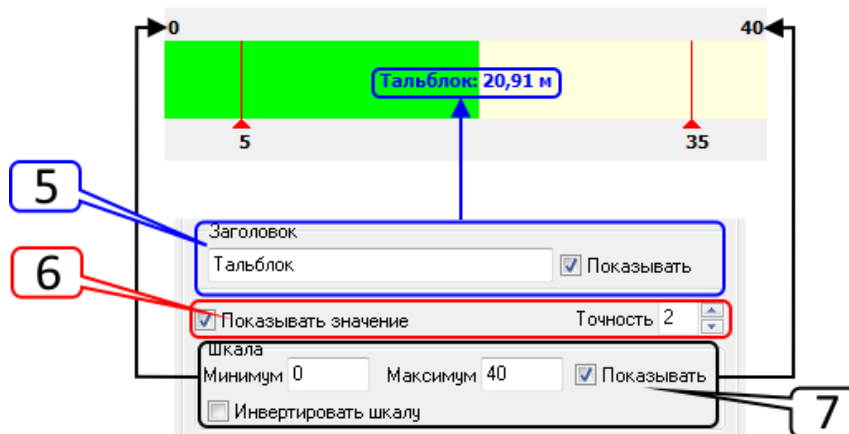 0 40
Тальблок: 20,91 м
5 35
5
Заголовок
Тальблок Показывать
6
Показывать значение Точность 2
Шкала
Минимум 0 Максимум 40 Показывать
Инвертировать шкалу
7